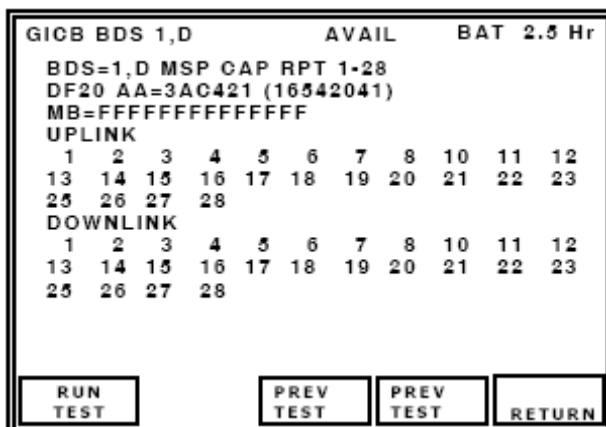 GICB BDS 1,D AVAIL BAT 2.5 Hr
BDS=1,D MSP CAP RPT 1-28
DF20 AA=3AC421 (16542041)
MB=FFFFFFFFFFFFFF
UPLINK
1 2 3 4 5 6 7 8 10 11 12
13 14 15 16 17 18 19 20 21 22 23
25 26 27 28
DOWNLINK
1 2 3 4 5 6 7 8 10 11 12
13 14 15 16 17 18 19 20 21 22 23
25 26 27 28
RUN TEST
PREV TEST
PREV TEST
RETURN